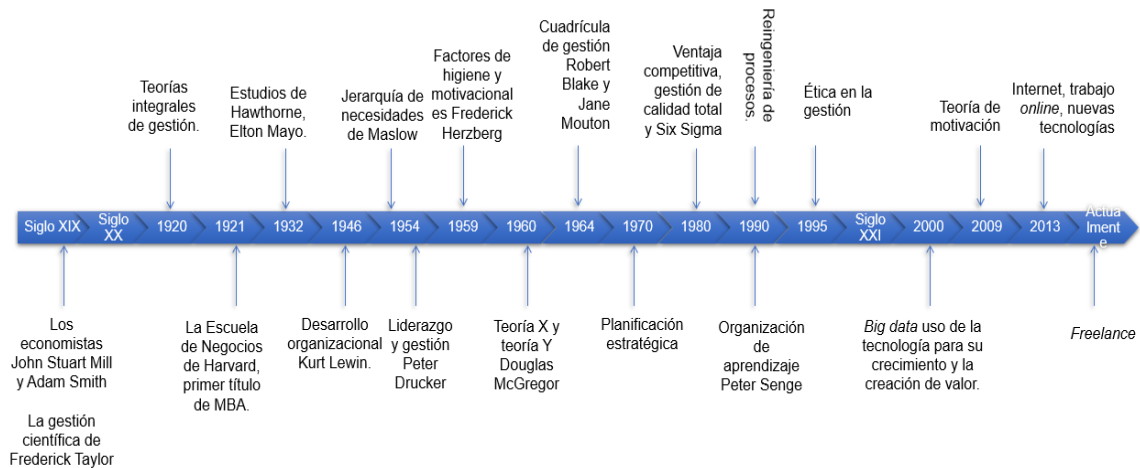 Teorías
integrales
de gestión.
Estudios de
Hawthorne,
Elton Mayo.
Jerarquía de
necesidades
de Maslow
Factores de
higiene y
motivacional
es Frederick
Herzberg
Cuadrícula
de gestión
Robert
Blake y
Jane
Mouton
Ventaja
competitiva,
gestión de
calidad total
y Six Sigma
Reingeniería de
procesos.
Ética en la
gestión
Teoría de
motivación
Internet, trabajo
online, nuevas
tecnologías
Siglo XIX
Siglo
XX
1920
1921
1932
1946
1954
1959
1960
1964
1970
1980
1990
1995
Siglo
XXI
2000
2009
2013
Actua
lment
e
Los
economistas
John Stuart Mill
y Adam Smith
La gestión
científica de
Frederick Taylor
La Escuela
de Negocios
de Harvard,
primer título
de MBA.
Desarrollo
organizacional
Kurt Lewin.
Liderazgo
y gestión
Peter
Drucker
Teoría X y
teoría Y
Douglas
McGregor
Planificación
estratégica
Organización
de
aprendizaje
Peter Senge
Big data uso de la
tecnología para su
crecimiento y la
creación de valor.
Freelance